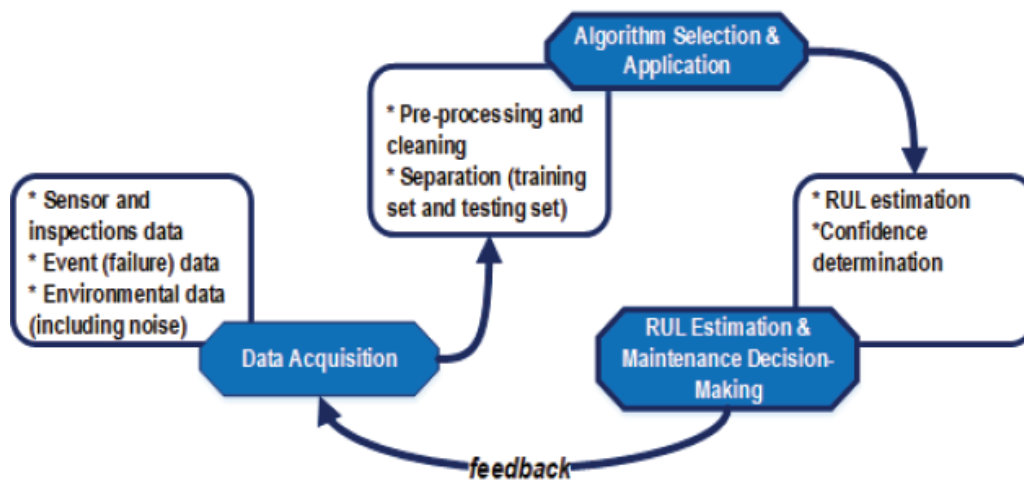 * Sensor and
inspections data
* Event (failure) data
* Environmental data
(including noise)
Data Acquisition
* Pre-processing and
cleaning
* Separation (training
set and testing set)
Algorithm Selection &
Application
* RUL estimation
*Confidence
determination
RUL Estimation &
Maintenance Decision-
Making
feedback